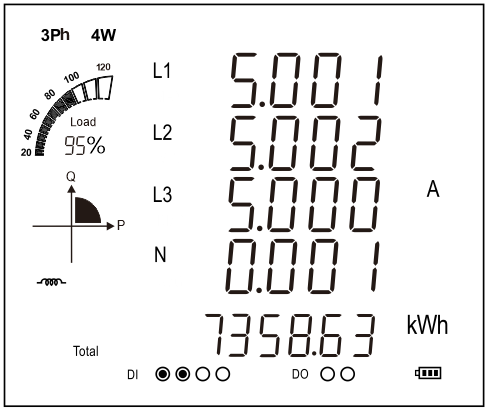 3Ph 4W
20 40 60 80 100 120
Load
95%
L1 5.001
L2 5.002
L3 5.000 A
N 0.001
Q
P
7358.63 kWh
Total
DI DO